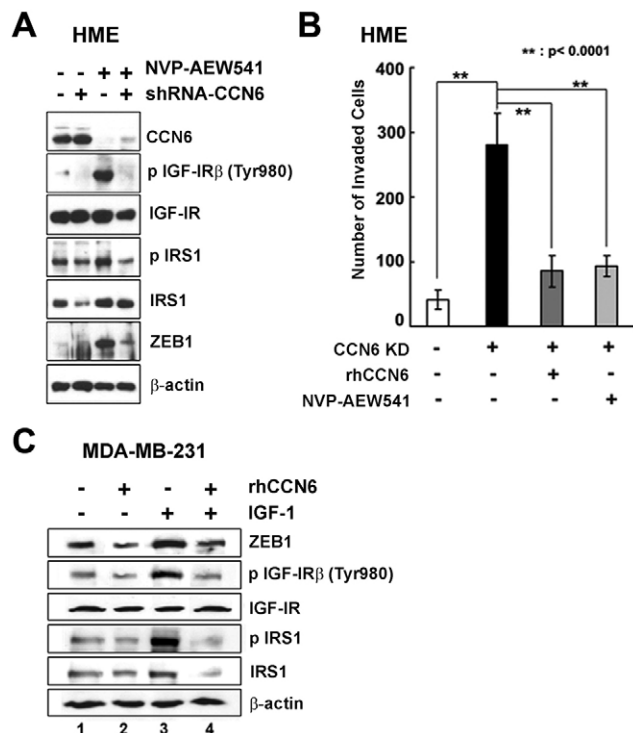 A
HME
- - + + NVP-AEW541
- + - + shRNA-CCN6
CCN6
p IGF-IRβ (Tyr980)
IGF-IR
p IRS1
IRS1
ZEB1
β-actin
B
HME
** : p< 0.0001
Number of Invaded Cells
400
300
200
100
0
**
**
**
CCN6 KD - + + +
rhCCN6 - - + -
NVP-AEW541 - - - +
C
MDA-MB-231
- + - + rhCCN6
- - + + IGF-1
ZEB1
p IGF-IRβ (Tyr980)
IGF-IR
p IRS1
IRS1
β-actin
1 2 3 4